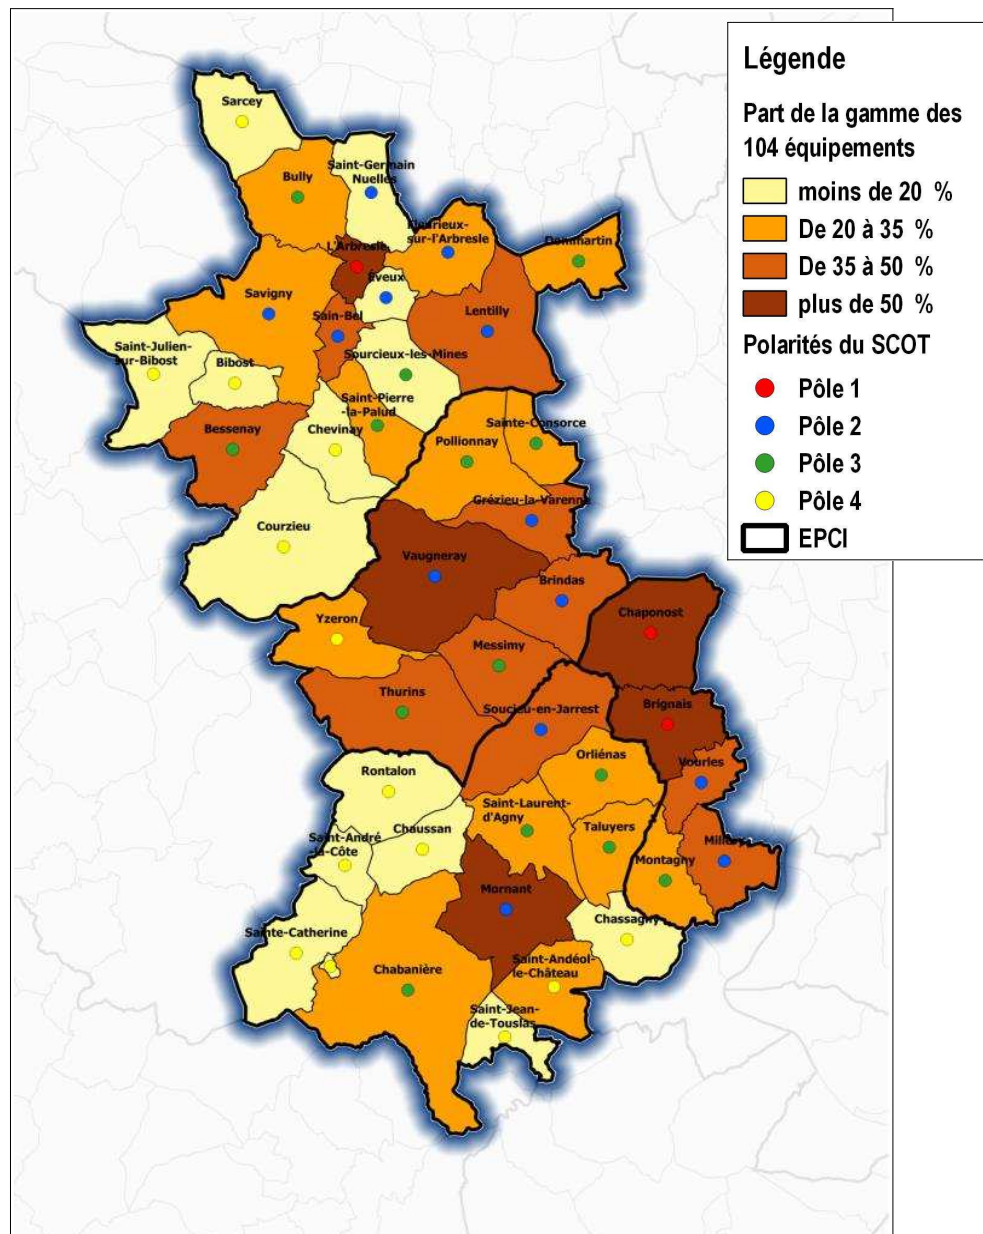 Légende
Part de la gamme des
104 équipements
moins de 20 %
De 20 à 35 %
De 35 à 50 %
plus de 50 %
Polarités du SCOT
Pôle 1
Pôle 2
Pôle 3
Pôle 4
EPCI
Sarcey
Saint-Germain
Nuelles
Bully
Fleurieux-
sur-l'Arbresle
Dommartin
L'Arbresle
Éveux
Savigny
Sain-Bel
Lentilly
Saint-Julien-
sur-Bibost
Bibost
Sourcieux-les-Mines
Saint-Pierre
-la-Palud
Bessenay
Chevinay
Sainte-Consorce
Pollionnay
Grézieu-la-Varenne
Courzieu
Vaugneray
Brindas
Chaponost
Yzeron
Messimy
Thurins
Soucieu-en-Jarrest
Brignais
Orliénas
Vourles
Rontalon
Saint-Laurent-
d'Agny
Chaussan
Taluyers
Saint-André
-la-Côte
Millery
Montagny
Mornant
Chassagny
Sainte-Catherine
Chabanière
Saint-Andéol-
le-Château
Saint-Jean-
de-Touslas